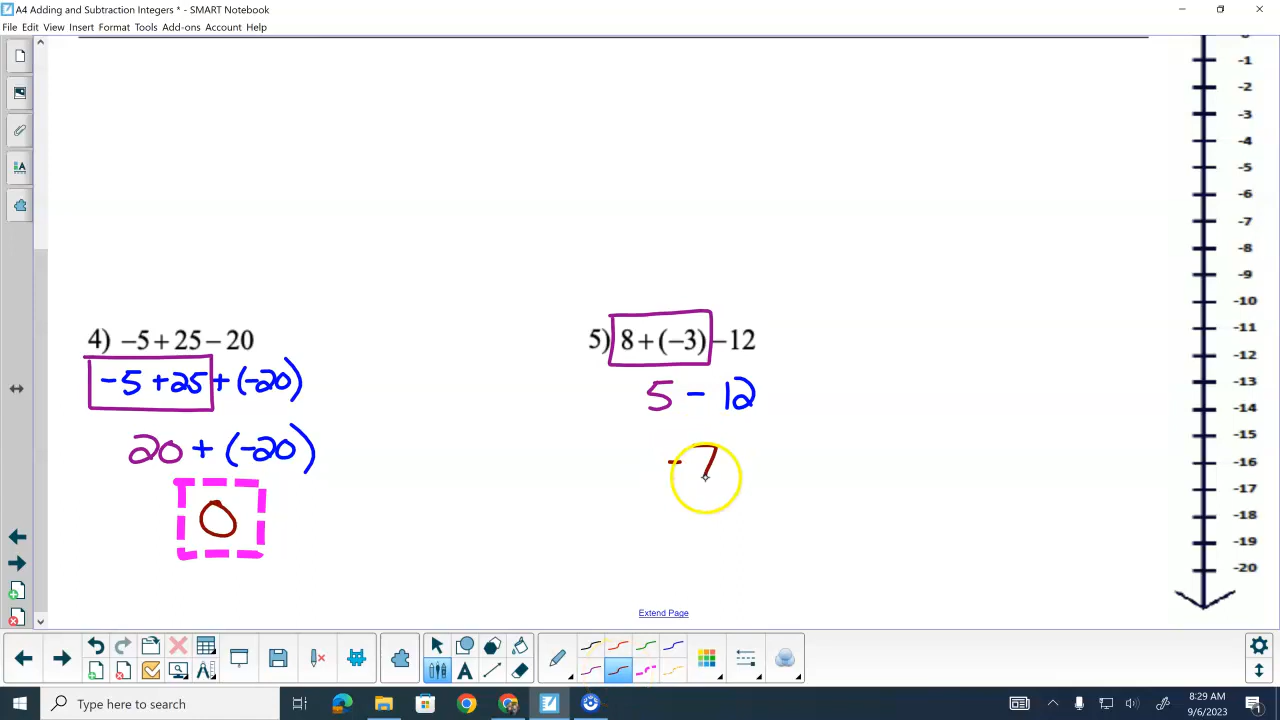 A4 Adding and Subtraction Integers * - SMART Notebook
File Edit View Insert Format Tools Add-ons Account Help
-1
-2
-3
-4
-5
-6
-7
-8
-9
-10
-11
-12
-13
-14
-15
-16
-17
-18
-19
-20
4) −5 + 25 − 20
-5 +25 + (-20)
20 + (-20)
0
5) 8 + (−3) −12
5 - 12
-7
Extend Page
Type here to search
8:29 AM
9/6/2023